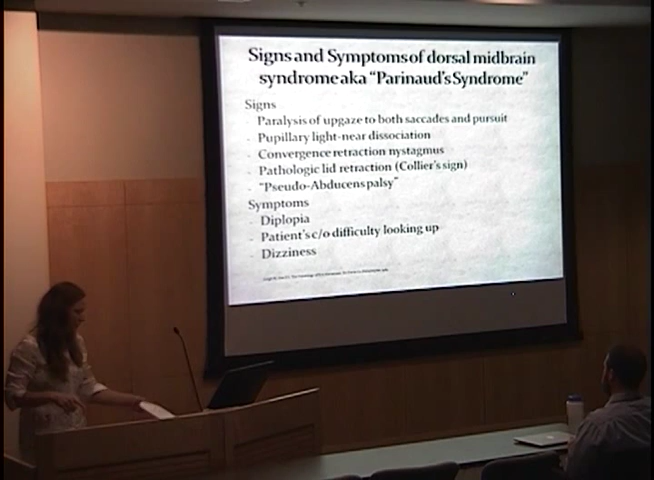 Signs and Symptoms of dorsal midbrain
syndrome aka "Parinaud's Syndrome"
Signs
- Paralysis of upgaze to both saccades and pursuit
- Pupillary light-near dissociation
- Convergence retraction nystagmus
- Pathologic lid retraction (Collier's sign)
- "Pseudo-Abducens palsy"
Symptoms
- Diplopia
- Patient's c/o difficulty looking up
- Dizziness